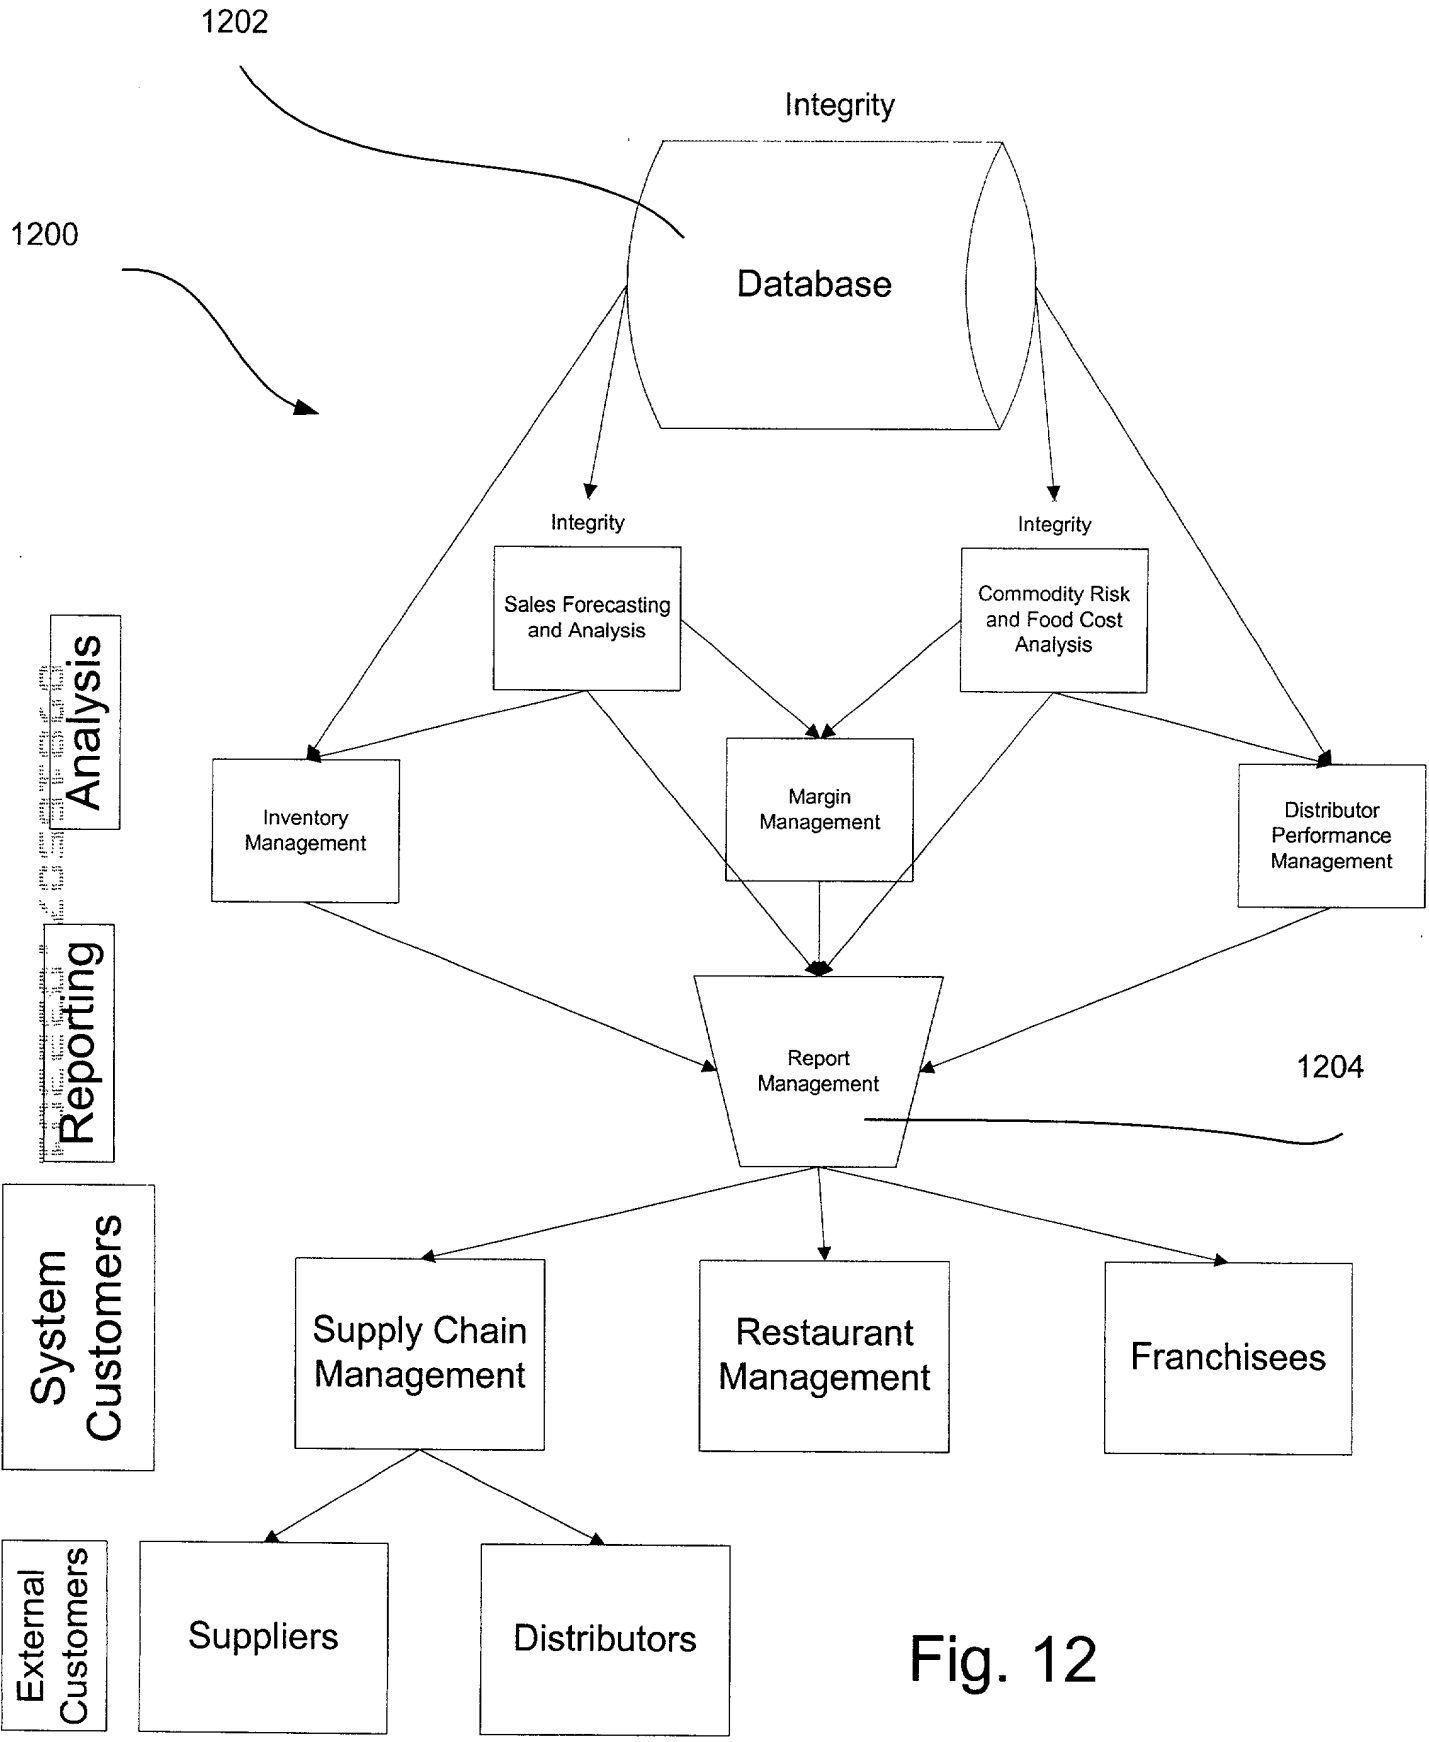 1202
Integrity
1200
Database
Integrity
Integrity
Sales Forecasting
and Analysis
Commodity Risk
and Food Cost
Analysis
Analysis
Margin
Management
Inventory
Management
Distributor
Performance
Management
Reporting
Report
Management
1204
System
Customers
Supply Chain
Management
Restaurant
Management
Franchisees
External
Customers
Suppliers
Distributors
Fig. 12